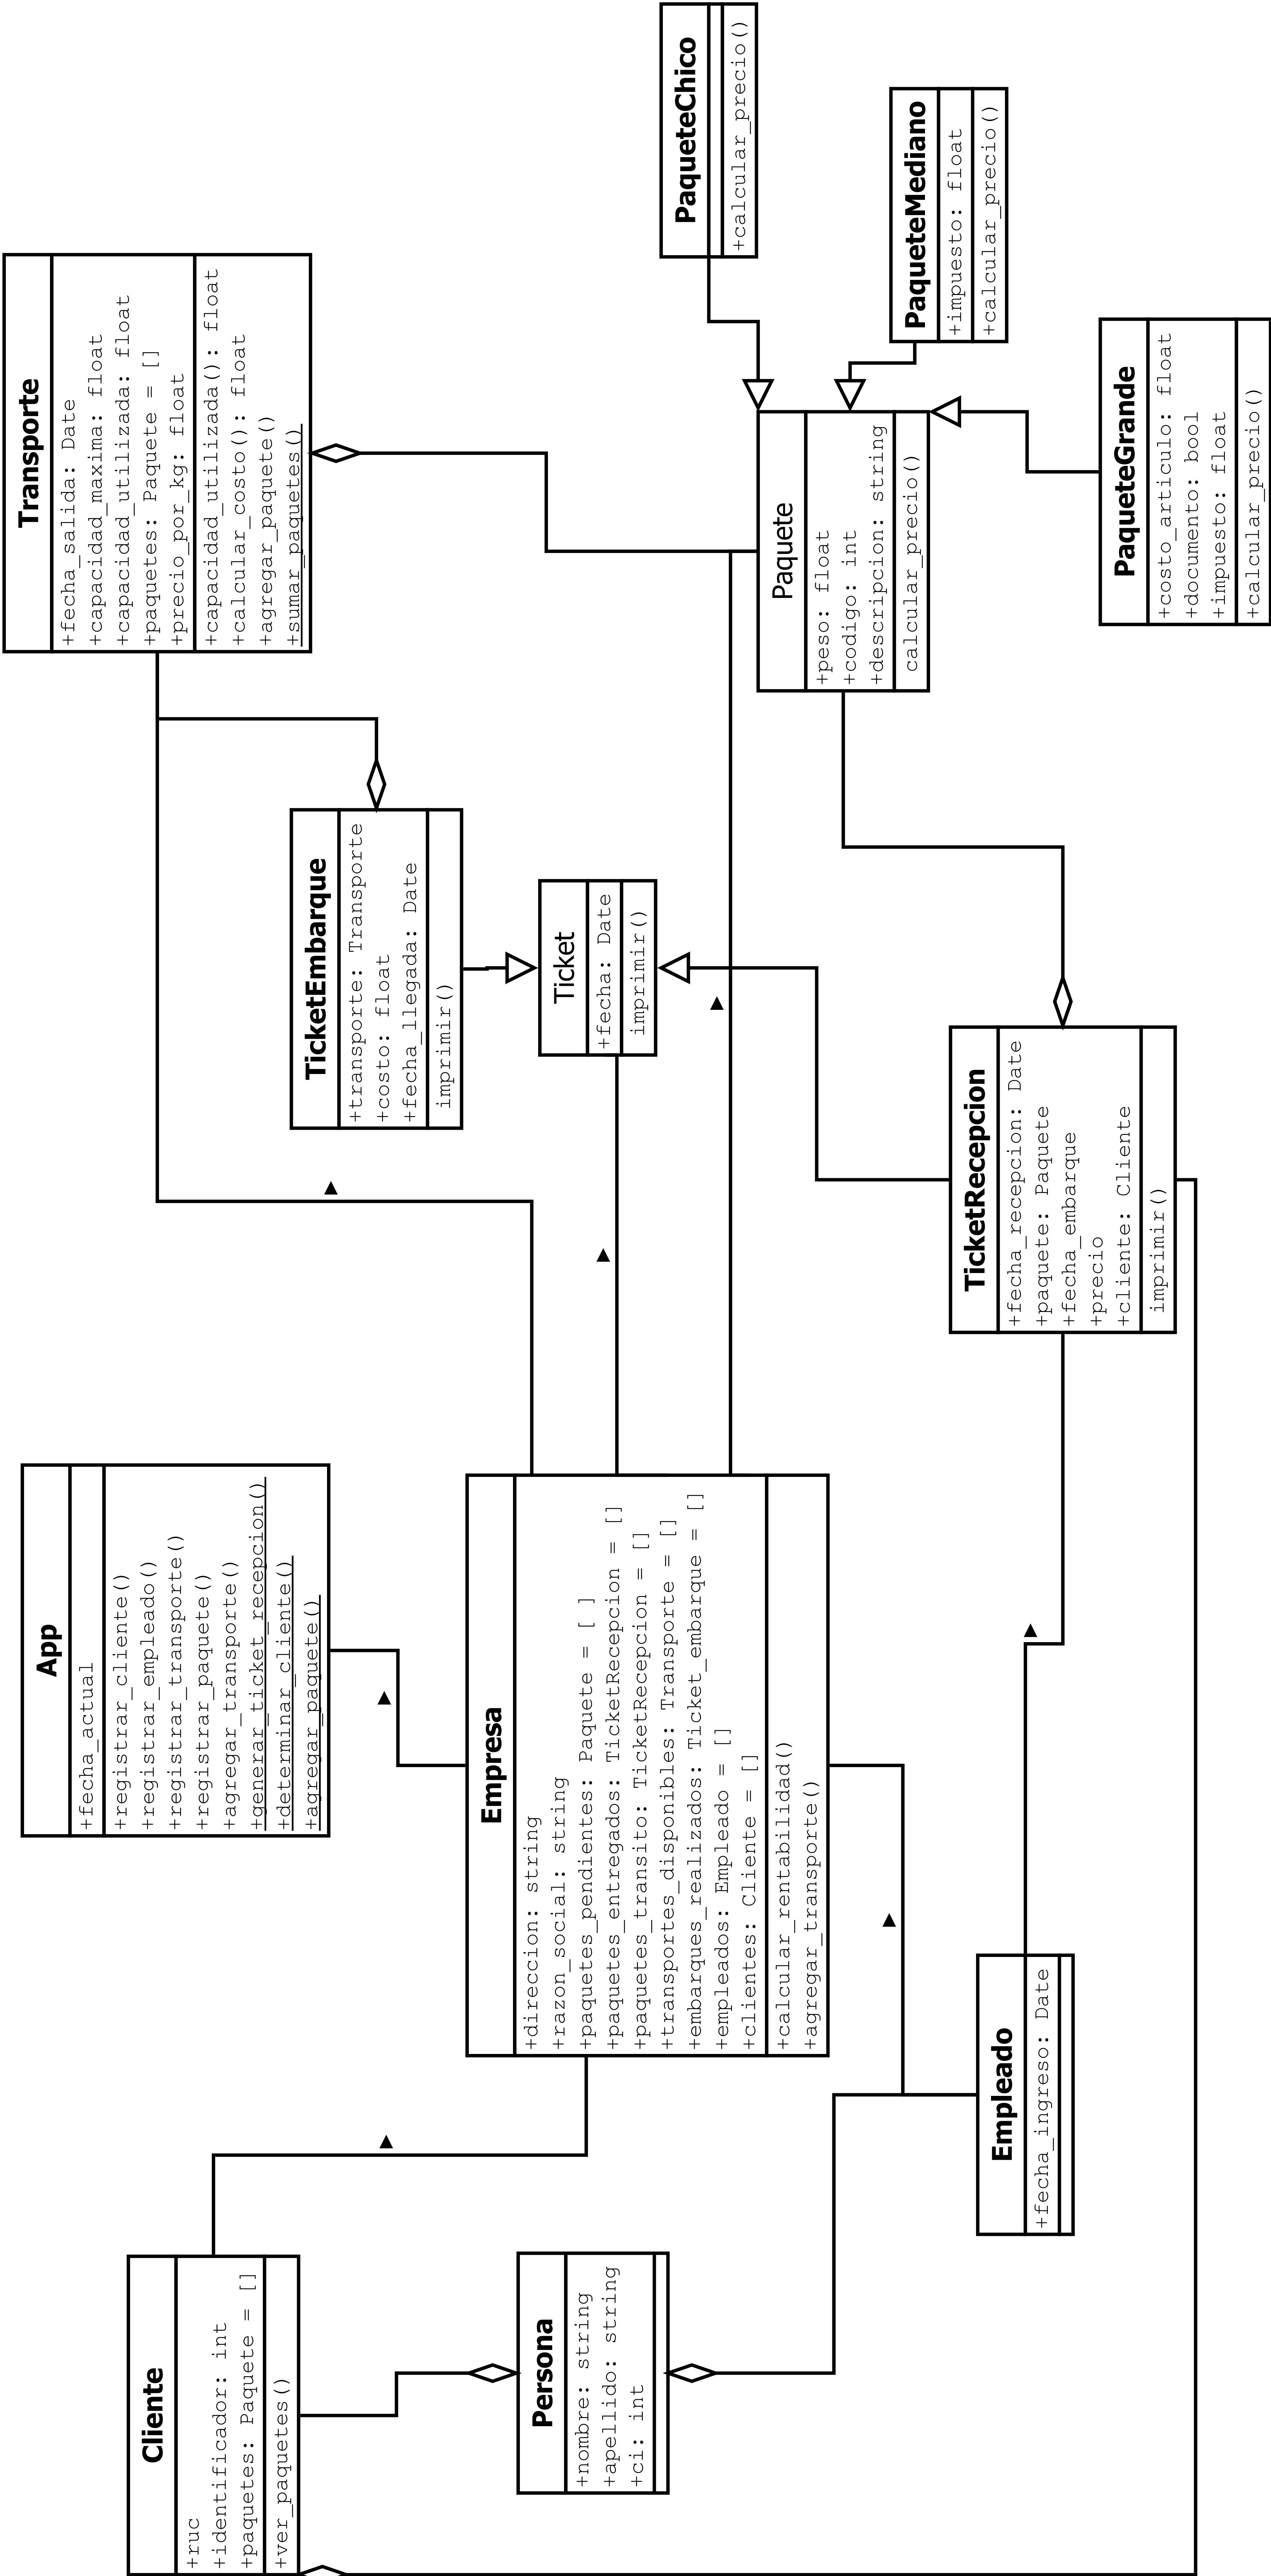 Cliente
+ruc
+identificador: int
+paquetes: Paquete = []
+ver_paquetes()
App
+fecha_actual
+registrar_cliente()
+registrar_empleado()
+registrar_transporte()
+registrar_paquete()
+agregar_transporte()
+generar_ticket_recepcion()
+determinar_cliente()
+agregar_paquete()
Transporte
+fecha_salida: Date
+capacidad_maxima: float
+capacidad_utilizada: float
+paquetes: Paquete = []
+precio_por_kg: float
+capacidad_utilizada(): float
+calcular_costo(): float
+agregar_paquete()
+sumar_paquetes()
TicketEmbarque
+transporte: Transporte
+costo: float
+fecha_llegada: Date
imprimir()
Persona
+nombre: string
+apellido: string
+ci: int
Empresa
+direccion: string
+razon_social: string
+paquetes_pendientes: Paquete = [ ]
+paquetes_entregados: TicketRecepcion = []
+paquetes_transito: TicketRecepcion = []
+transportes_disponibles: Transporte = []
+embarques_realizados: Ticket_embarque = []
+empleados: Empleado = []
+clientes: Cliente = []
+calcular_rentabilidad()
+agregar_transporte()
Ticket
+fecha: Date
imprimir()
PaqueteChico
+calcular_precio()
Paquete
+peso: float
+codigo: int
+descripcion: string
calcular_precio()
PaqueteMediano
+impuesto: float
+calcular_precio()
Empleado
+fecha_ingreso: Date
TicketRecepcion
+fecha_recepcion: Date
+paquete: Paquete
+fecha_embarque
+precio
+cliente: Cliente
imprimir()
PaqueteGrande
+costo_articulo: float
+documento: bool
+impuesto: float
+calcular_precio()